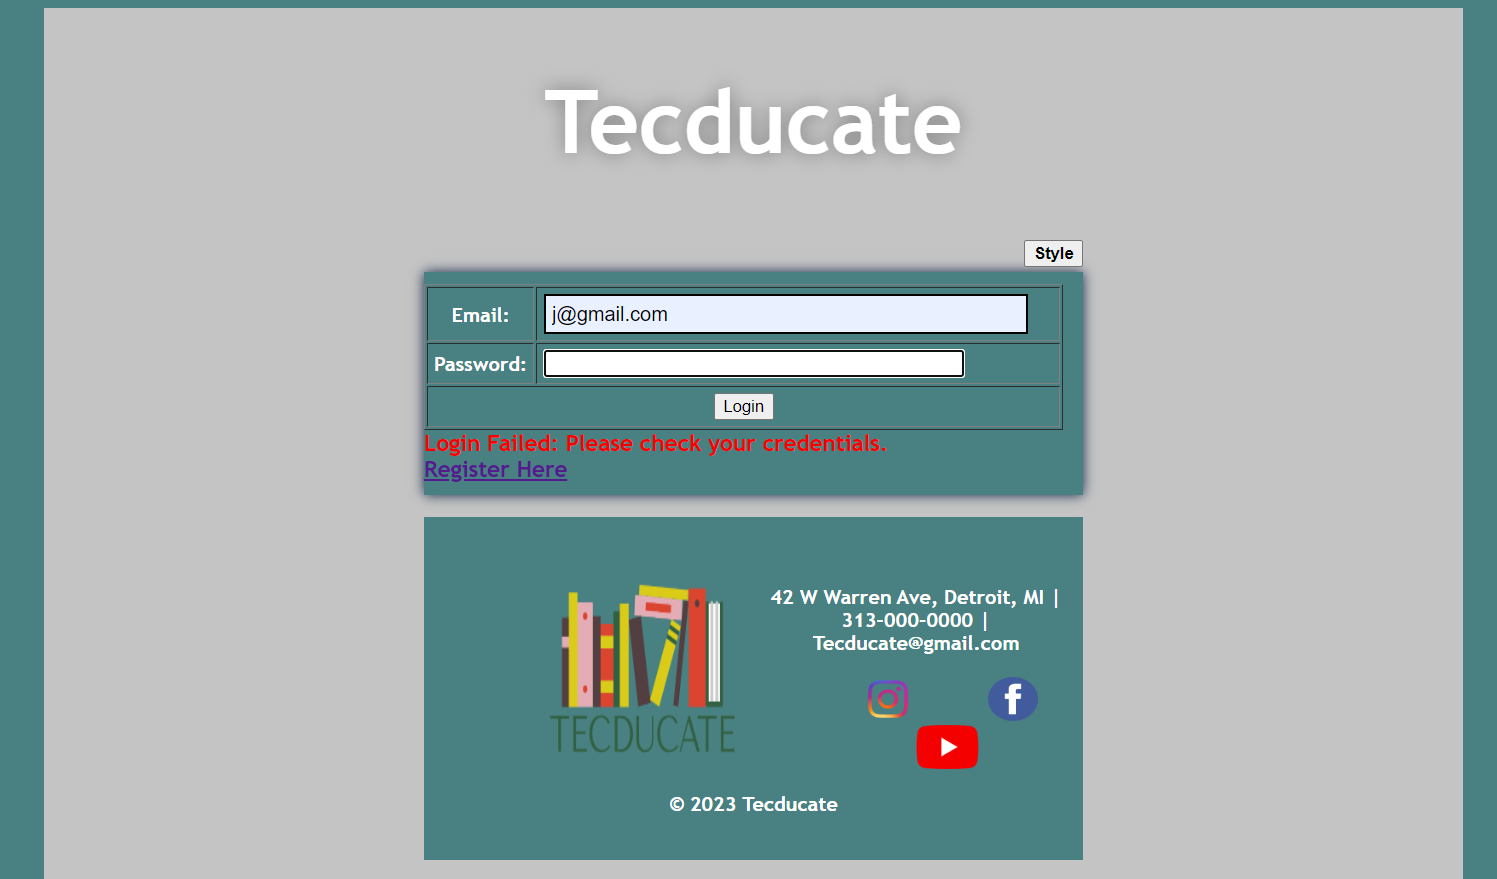 Tecducate
Style
Email:
j@gmail.com
Password:
Login
Login Failed: Please check your credentials.
Register Here
TECDUCATE
42 W Warren Ave, Detroit, MI |
313-000-0000 |
Tecducate@gmail.com
f
© 2023 Tecducate